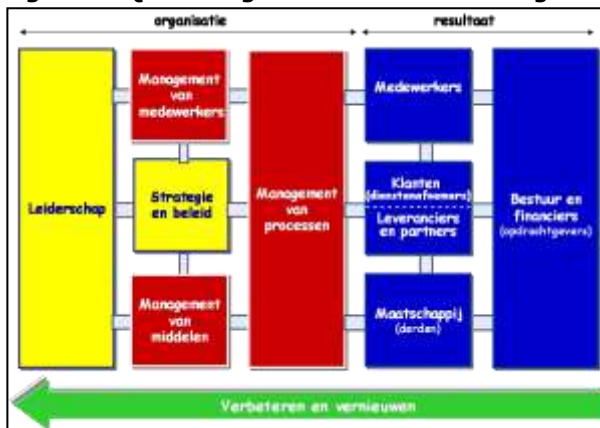 organisatie
resultaat
Management
van
medewerkers
Medewerkers
Leiderschap
Strategie
en beleid
Management
van
processen
Klanten
(dienstenafnemers)
Leveranciers
en partners
Bestuur en
financiers
(opdrachtgevers)
Management
van
middelen
Maatschappij
(derden)
Verbeteren en vernieuwen